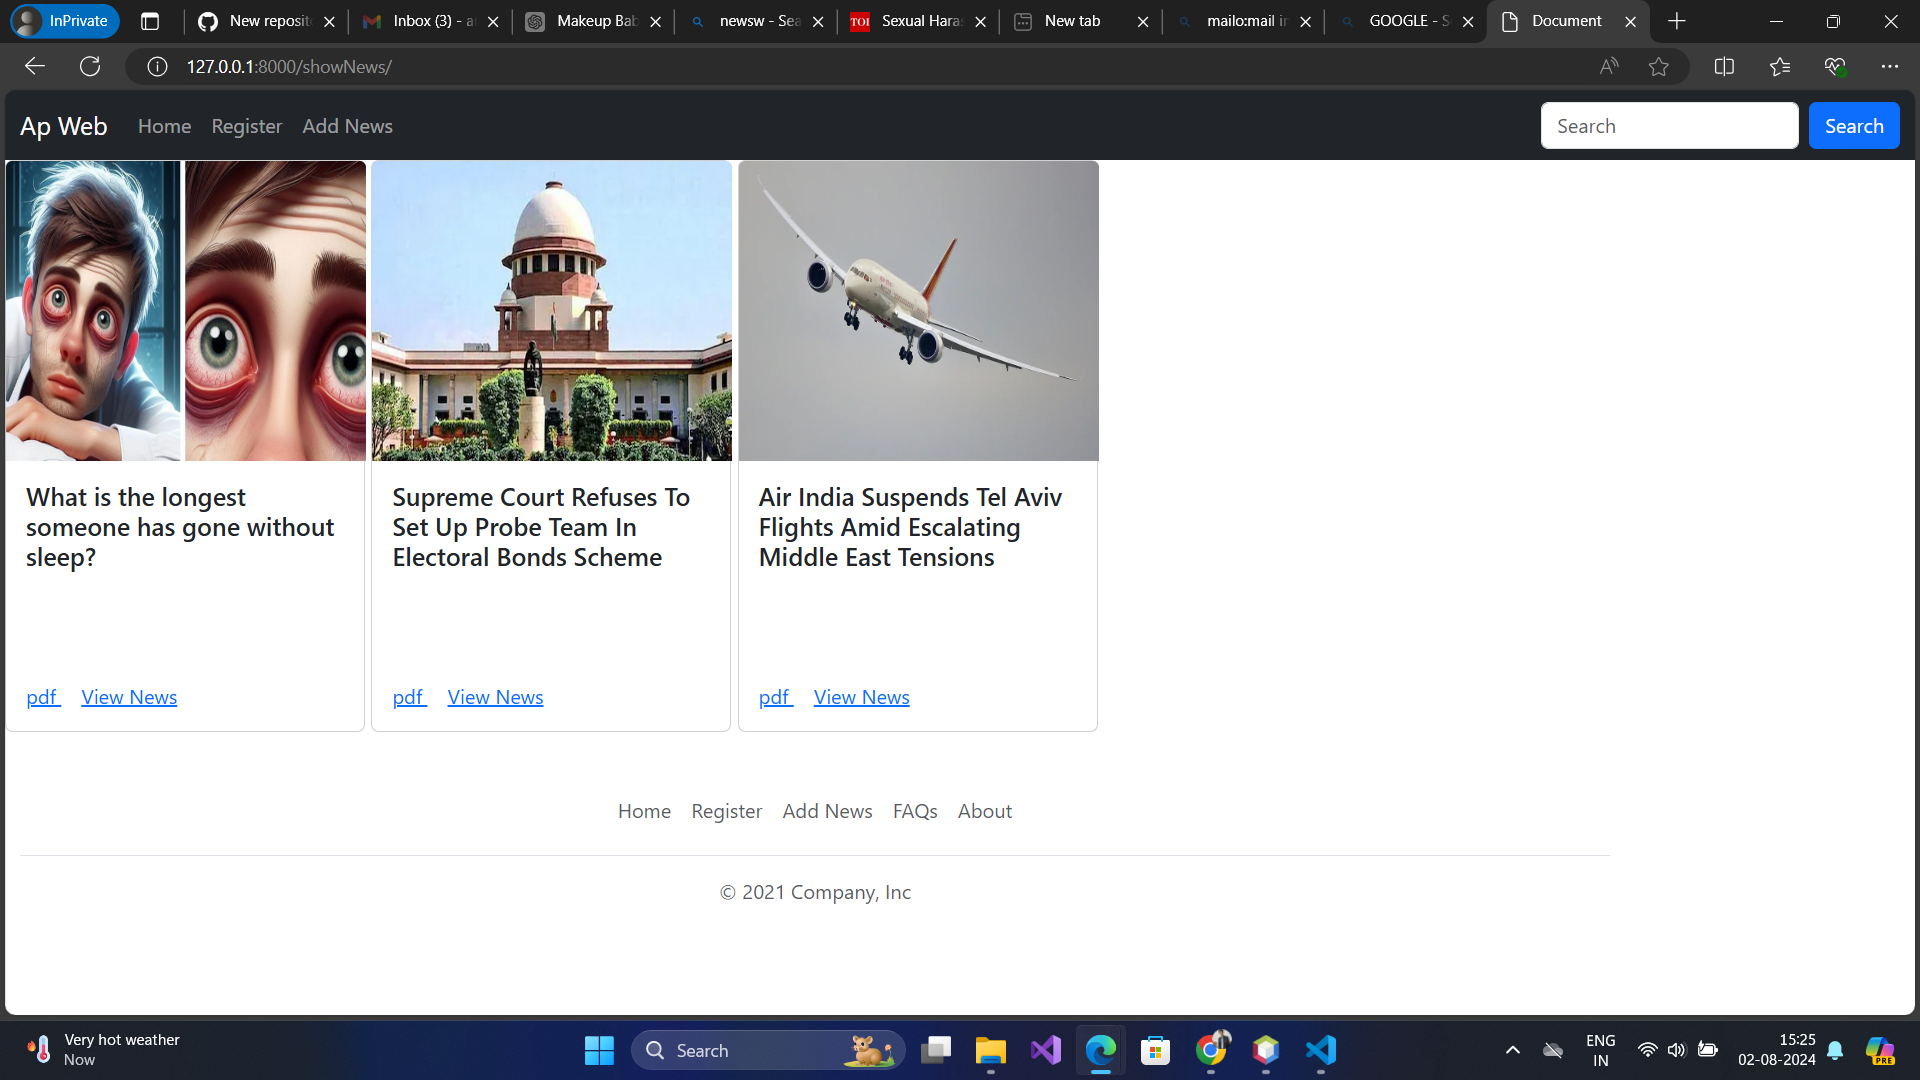 InPrivate
New reposito
Inbox (3) - a
Makeup Bab
newsw - Sea
TOI
Sexual Hara
New tab
mailo:mail i
GOOGLE - S
Document
127.0.0.1:8000/showNews/
Ap Web Home Register Add News
Search
Search
What is the longest
someone has gone without
sleep?
pdf View News
Supreme Court Refuses To
Set Up Probe Team In
Electoral Bonds Scheme
pdf View News
Air India Suspends Tel Aviv
Flights Amid Escalating
Middle East Tensions
pdf View News
Home Register Add News FAQs About
© 2021 Company, Inc
Very hot weather
Now
Search
ENG
IN
15:25
02-08-2024
PRE